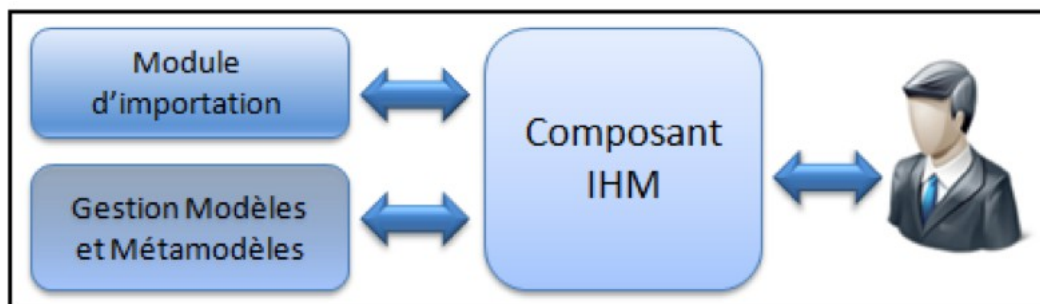 Module
d’importation
Gestion Modèles
et Métamodèles
Composant
IHM